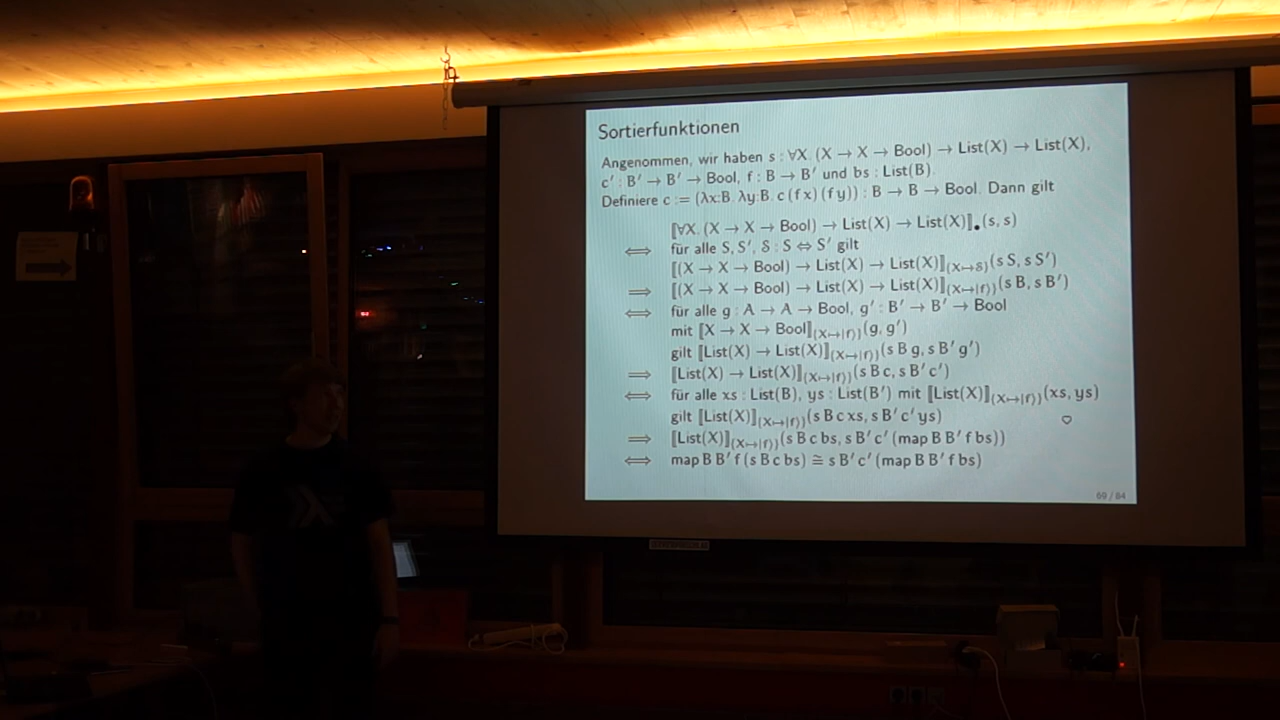 Sortierfunktionen
Angenommen, wir haben s : ∀X. (X → X → Bool) → List(X) → List(X),
c′ : B′ → B′ → Bool, f : B → B′ und bs : List(B).
Definiere c := (λx:B. λy:B. c (f x) (f y)) : B → B → Bool. Dann gilt
⟦∀X. (X → X → Bool) → List(X) → List(X)⟧•(s, s)
⟺ für alle S, S′, 𝒮 : S ⇔ S′ gilt
⟦(X → X → Bool) → List(X) → List(X)⟧(X↦𝒮)(s S, s S′)
⟹ ⟦(X → X → Bool) → List(X) → List(X)⟧(X↦|f|)(s B, s B′)
⟺ für alle g : A → A → Bool, g′ : B′ → B′ → Bool
mit ⟦X → X → Bool⟧(X↦|f|)(g, g′)
gilt ⟦List(X) → List(X)⟧(X↦|f|)(s B g, s B′ g′)
⟹ ⟦List(X) → List(X)⟧(X↦|f|)(s B c, s B′ c′)
⟺ für alle xs : List(B), ys : List(B′) mit ⟦List(X)⟧(X↦|f|)(xs, ys)
gilt ⟦List(X)⟧(X↦|f|)(s B c xs, s B′ c′ ys)
⟹ ⟦List(X)⟧(X↦|f|)(s B c bs, s B′ c′ (map B B′ f bs))
⟺ map B B′ f (s B c bs) ≅ s B′ c′ (map B B′ f bs)
69 / 84